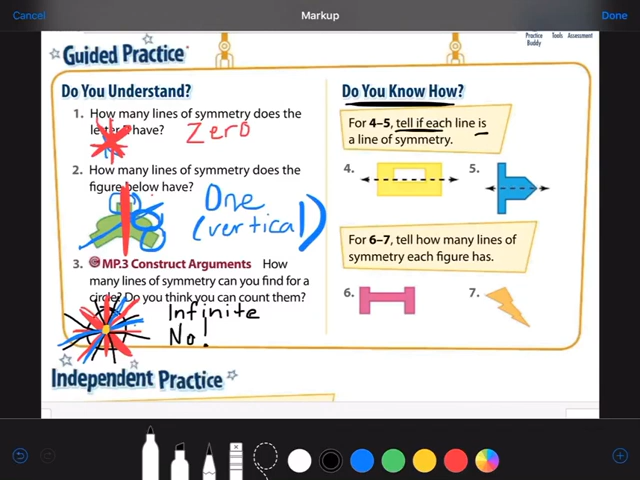 Cancel
Markup
Done
Guided Practice
Practice Buddy
Tools
Assessment
Do You Understand?
1. How many lines of symmetry does the
have?
Zero
2. How many lines of symmetry does the
figure below have?
One
(vertical)
3. MP.3 Construct Arguments How
many lines of symmetry can you find for a
circle? Do you think you can count them?
Infinite
No!
Do You Know How?
For 4–5, tell if each line is
a line of symmetry.
4.
5.
For 6–7, tell how many lines of
symmetry each figure has.
6.
7.
Independent Practice